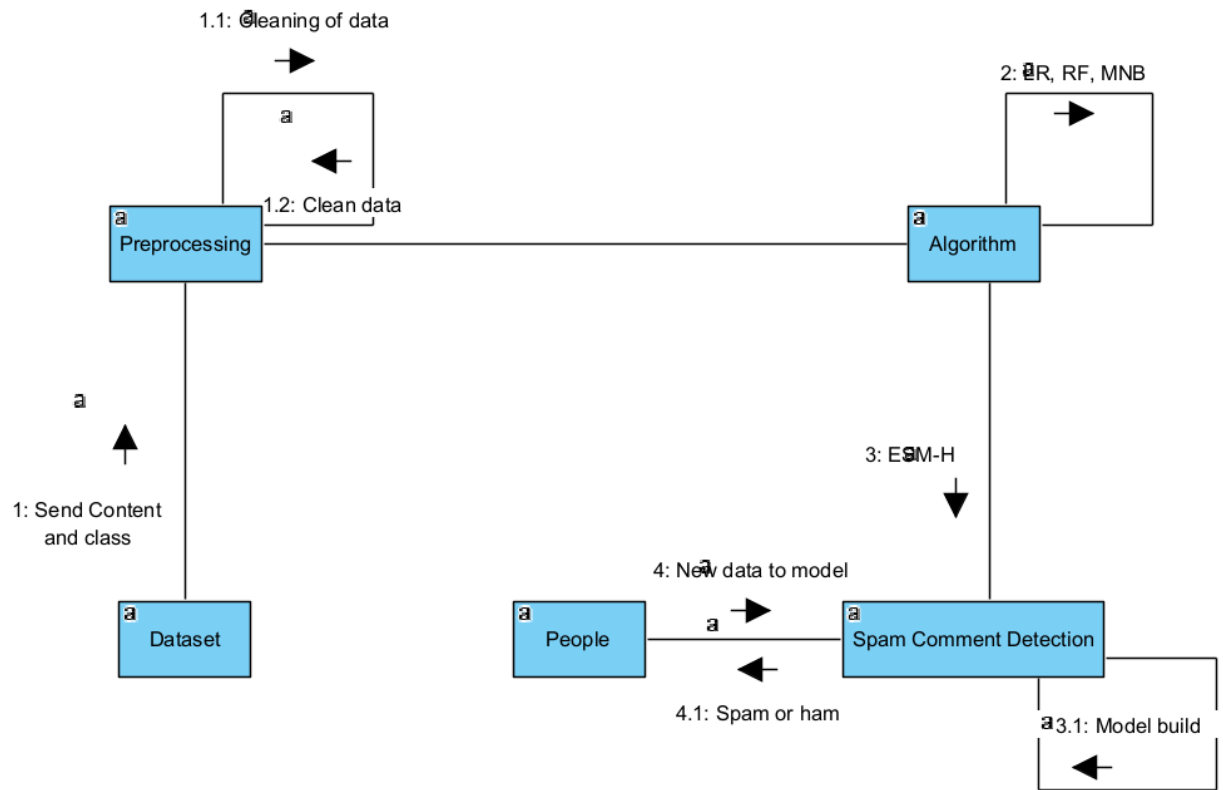 1.1: Cleaning of data
2: LR, RF, MNB
1.2: Clean data
Preprocessing
Algorithm
3: ESM-H
1: Send Content
and class
4: New data to model
Dataset
People
Spam Comment Detection
4.1: Spam or ham
3.1: Model build